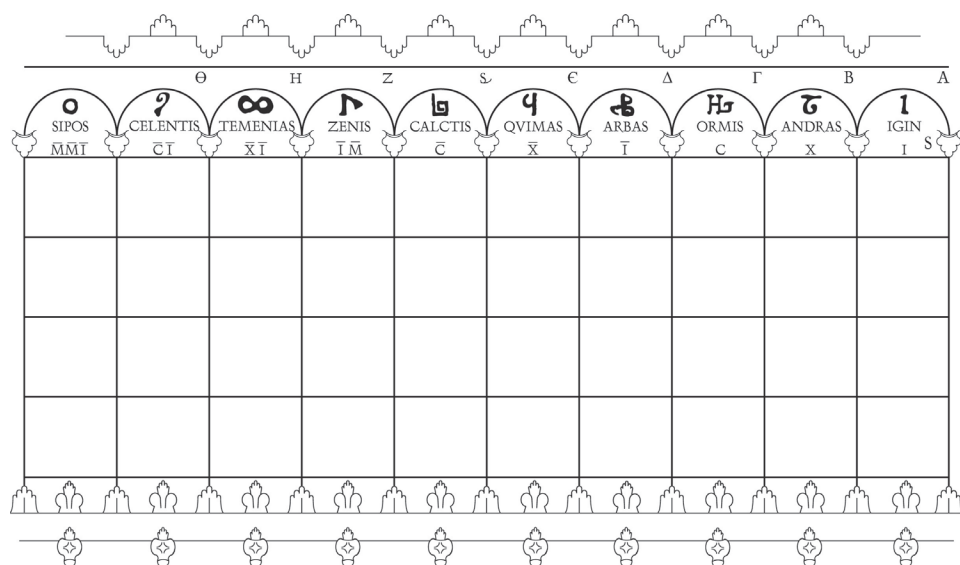 Θ Η Ζ Ϛ Є Δ Γ Β Α
SIPOS CELENTIS TEMENIAS ZENIS CALCTIS QVIMAS ARBAS ORMIS ANDRAS IGIN
M̅M̅I̅ C̅ I̅ X̅ I̅ I̅ M̅ C̅ X̅ I̅ C X I S